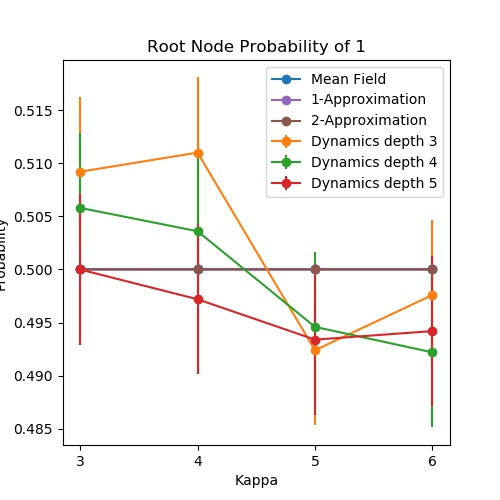 Root Node Probability of 1
Mean Field
1-Approximation
2-Approximation
Dynamics depth 3
Dynamics depth 4
Dynamics depth 5
0.515
0.510
0.505
0.500
0.495
0.490
0.485
Probability
3 4 5 6
Kappa